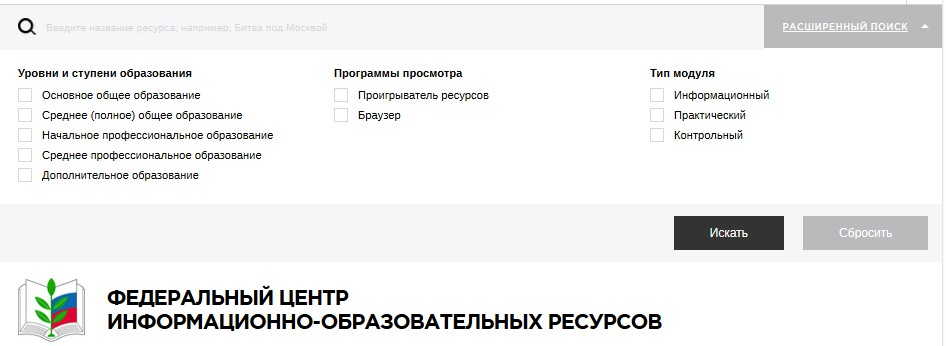 Введите название ресурса, например, Битва под Москвой
РАСШИРЕННЫЙ ПОИСК
Уровни и ступени образования
Основное общее образование
Среднее (полное) общее образование
Начальное профессиональное образование
Среднее профессиональное образование
Дополнительное образование
Программы просмотра
Проигрыватель ресурсов
Браузер
Тип модуля
Информационный
Практический
Контрольный
Искать
Сбросить
ФЕДЕРАЛЬНЫЙ ЦЕНТР
ИНФОРМАЦИОННО-ОБРАЗОВАТЕЛЬНЫХ РЕСУРСОВ